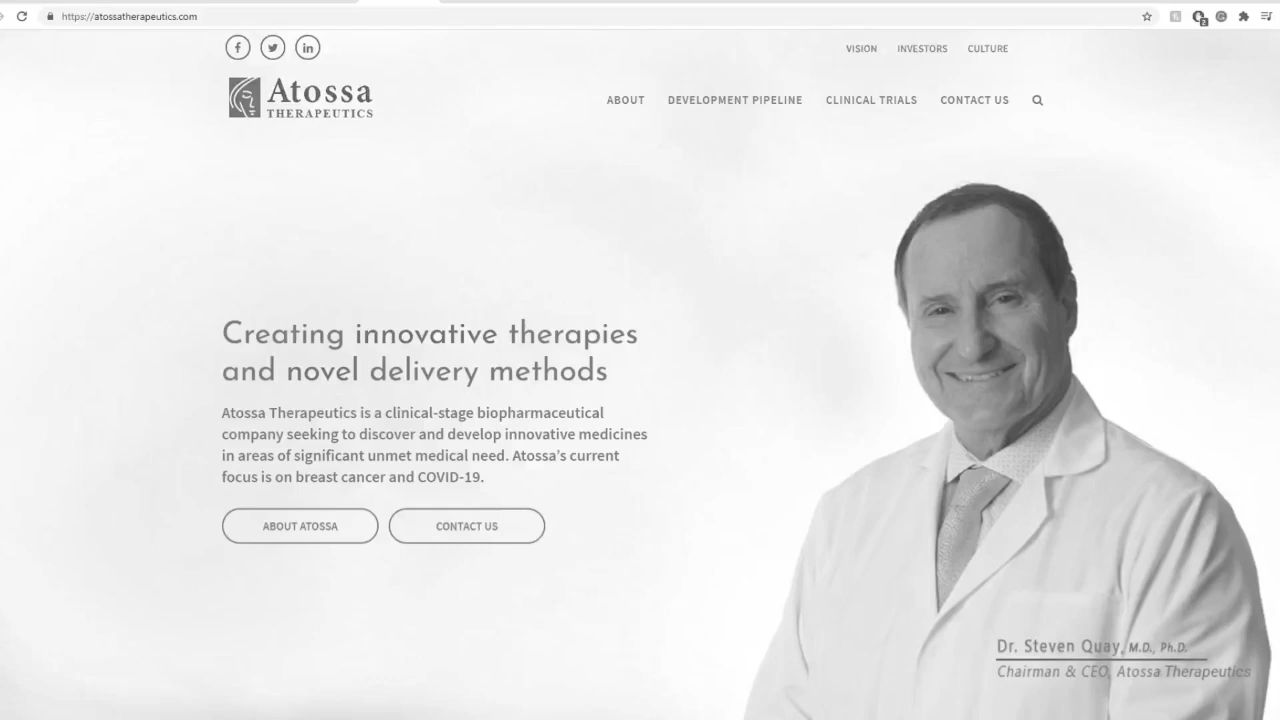 https://atossatherapeutics.com
VISION INVESTORS CULTURE
Atossa
THERAPEUTICS
ABOUT DEVELOPMENT PIPELINE CLINICAL TRIALS CONTACT US
Creating innovative therapies
and novel delivery methods
Atossa Therapeutics is a clinical-stage biopharmaceutical
company seeking to discover and develop innovative medicines
in areas of significant unmet medical need. Atossa's current
focus is on breast cancer and COVID-19.
ABOUT ATOSSA CONTACT US
Dr. Steven Quay, M.D., Ph.D.
Chairman & CEO, Atossa Therapeutics